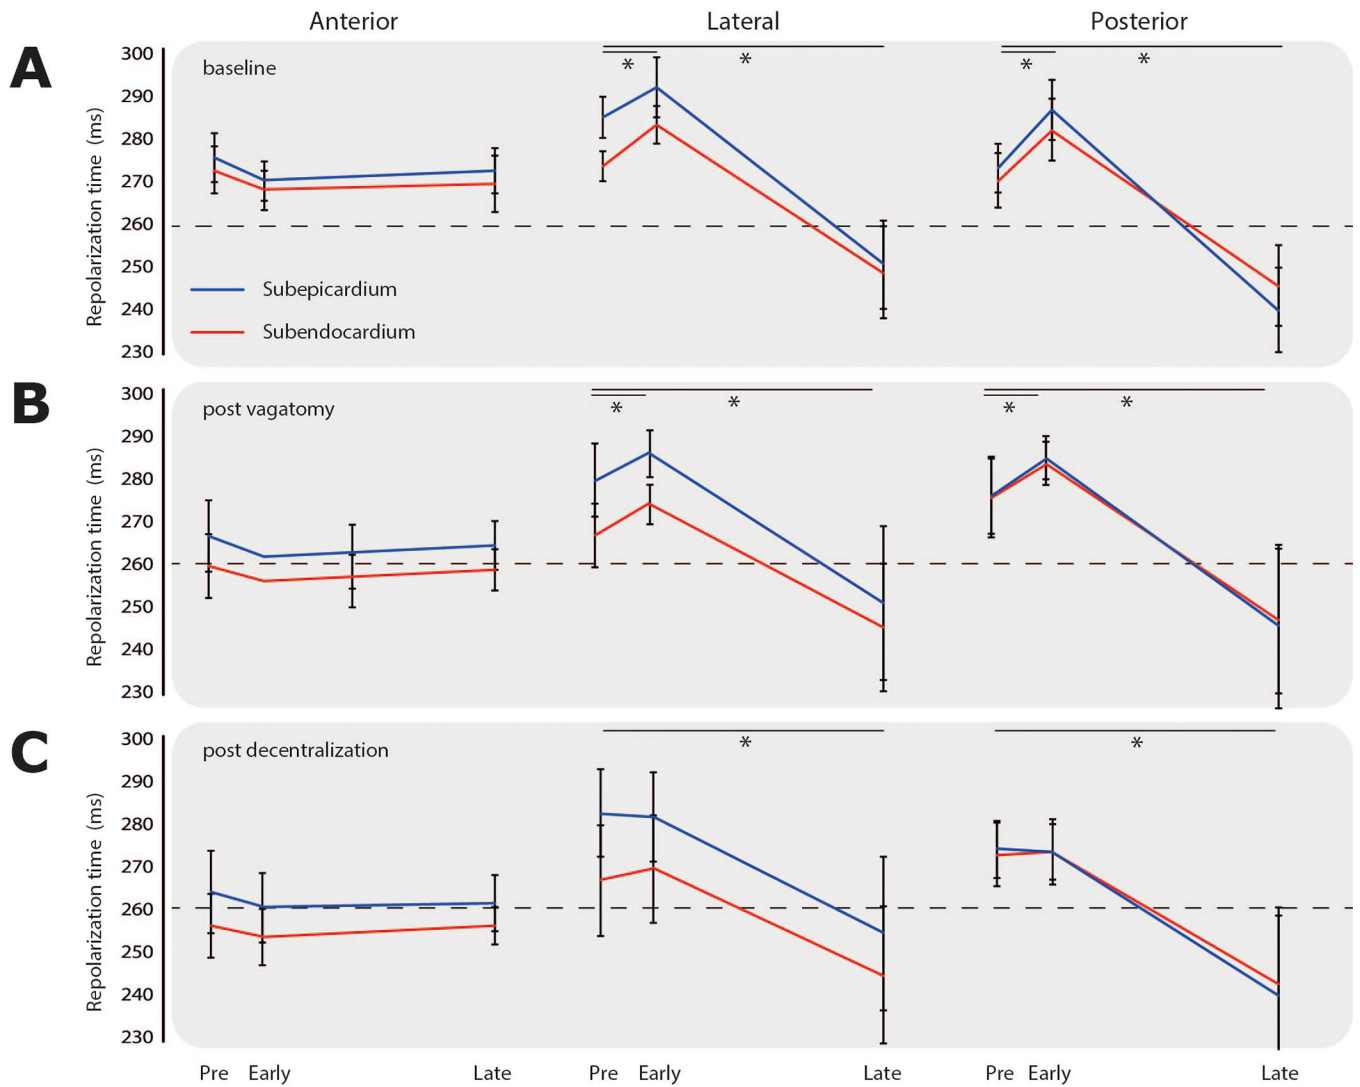 Anterior Lateral Posterior
A
Repolarization time (ms)
300
290
280
270
260
250
240
230
baseline
* * * *
Subepicardium
Subendocardium
B
Repolarization time (ms)
300
290
280
270
260
250
240
230
post vagatomy
* * * *
C
Repolarization time (ms)
300
290
280
270
260
250
240
230
post decentralization
* *
Pre Early Late Pre Early Late Pre Early Late